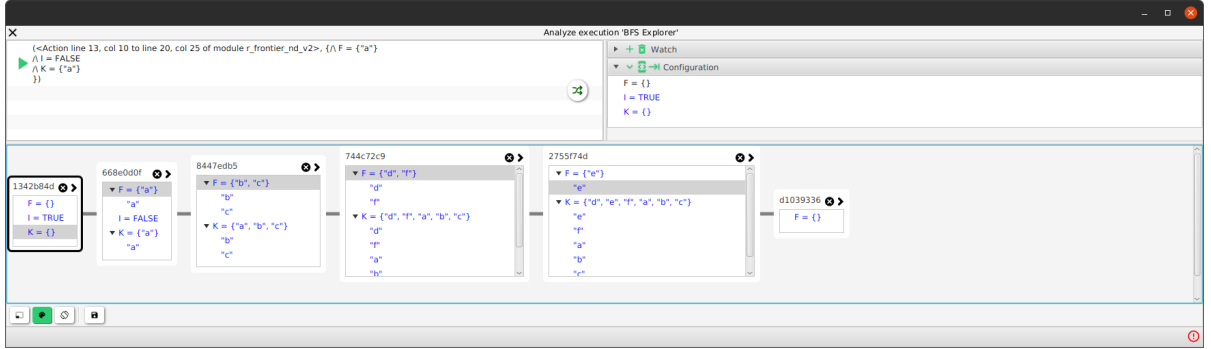 Analyze execution 'BFS Explorer'
(<Action line 13, col 10 to line 20, col 25 of module r_frontier_nd_v2>, {/\ F = {"a"}
/\ I = FALSE
/\ K = {"a"}
})
Watch
Configuration
F = {}
I = TRUE
K = {}
1342b84d
F = {}
I = TRUE
K = {}
668e0d0f
F = {"a"}
"a"
I = FALSE
K = {"a"}
"a"
8447edb5
F = {"b", "c"}
"b"
"c"
K = {"a", "b", "c"}
"b"
"c"
744c72c9
F = {"d", "f"}
"d"
"f"
K = {"d", "f", "a", "b", "c"}
"d"
"f"
"a"
"b"
2755f74d
F = {"e"}
"e"
K = {"d", "e", "f", "a", "b", "c"}
"e"
"f"
"a"
"b"
"c"
d1039336
F = {}